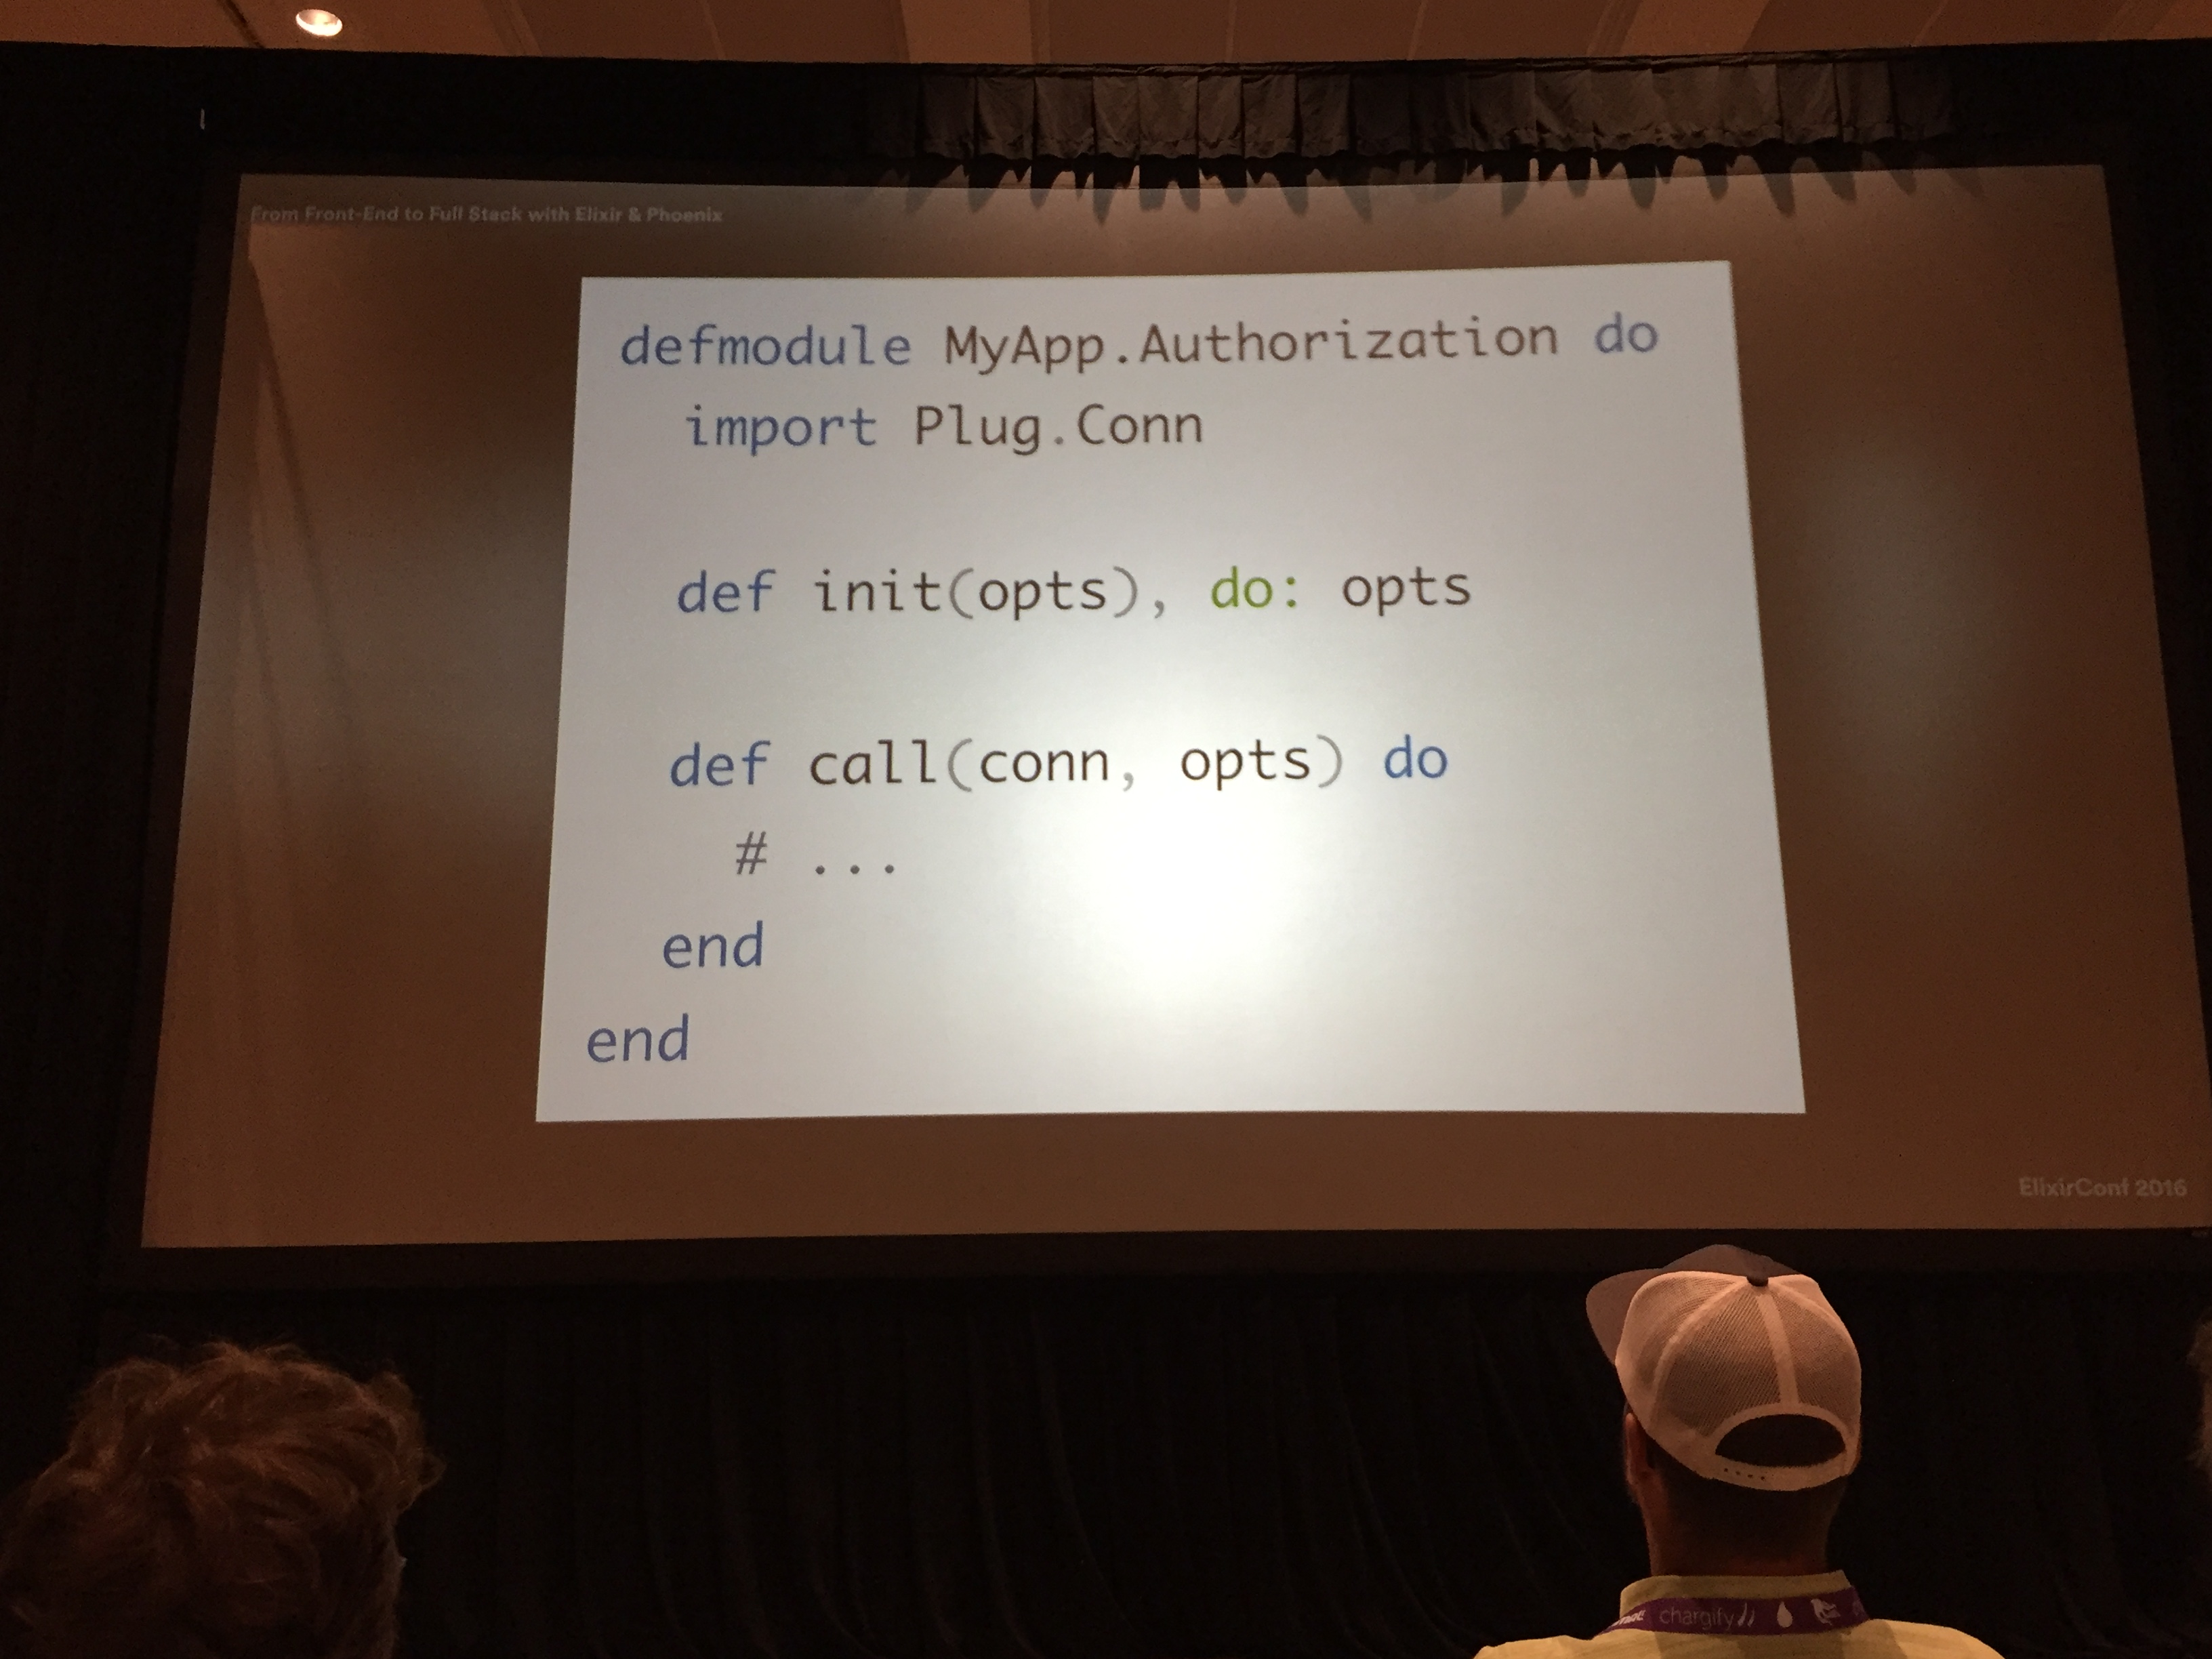 From Front-End to Full Stack with Elixir & Phoenix
defmodule MyApp.Authorization do
import Plug.Conn
def init(opts), do: opts
def call(conn, opts) do
# ...
end
end
ElixirConf 2016
chargify